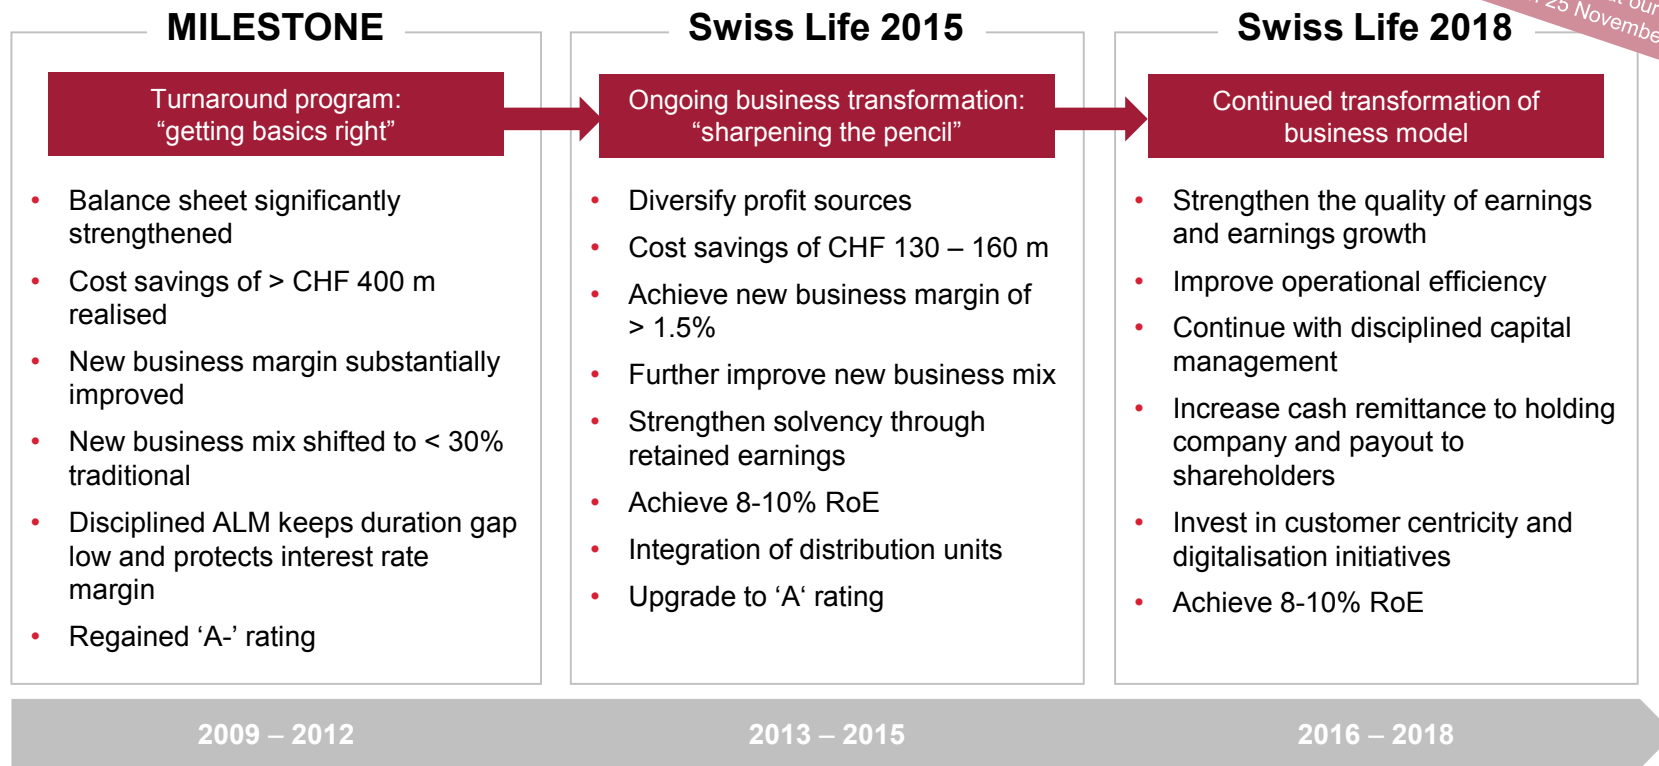 MILESTONE
Turnaround program:
“getting basics right”
• Balance sheet significantly
strengthened
• Cost savings of > CHF 400 m
realised
• New business margin substantially
improved
• New business mix shifted to < 30%
traditional
• Disciplined ALM keeps duration gap
low and protects interest rate
margin
• Regained ‘A-’ rating
2009 – 2012
Swiss Life 2015
Ongoing business transformation:
“sharpening the pencil”
• Diversify profit sources
• Cost savings of CHF 130 – 160 m
• Achieve new business margin of
> 1.5%
• Further improve new business mix
• Strengthen solvency through
retained earnings
• Achieve 8-10% RoE
• Integration of distribution units
• Upgrade to ‘A‘ rating
2013 – 2015
Swiss Life 2018
Continued transformation of
business model
• Strengthen the quality of earnings
and earnings growth
• Improve operational efficiency
• Continue with disciplined capital
management
• Increase cash remittance to holding
company and payout to
shareholders
• Invest in customer centricity and
digitalisation initiatives
• Achieve 8-10% RoE
2016 – 2018
at our
25 Novembe